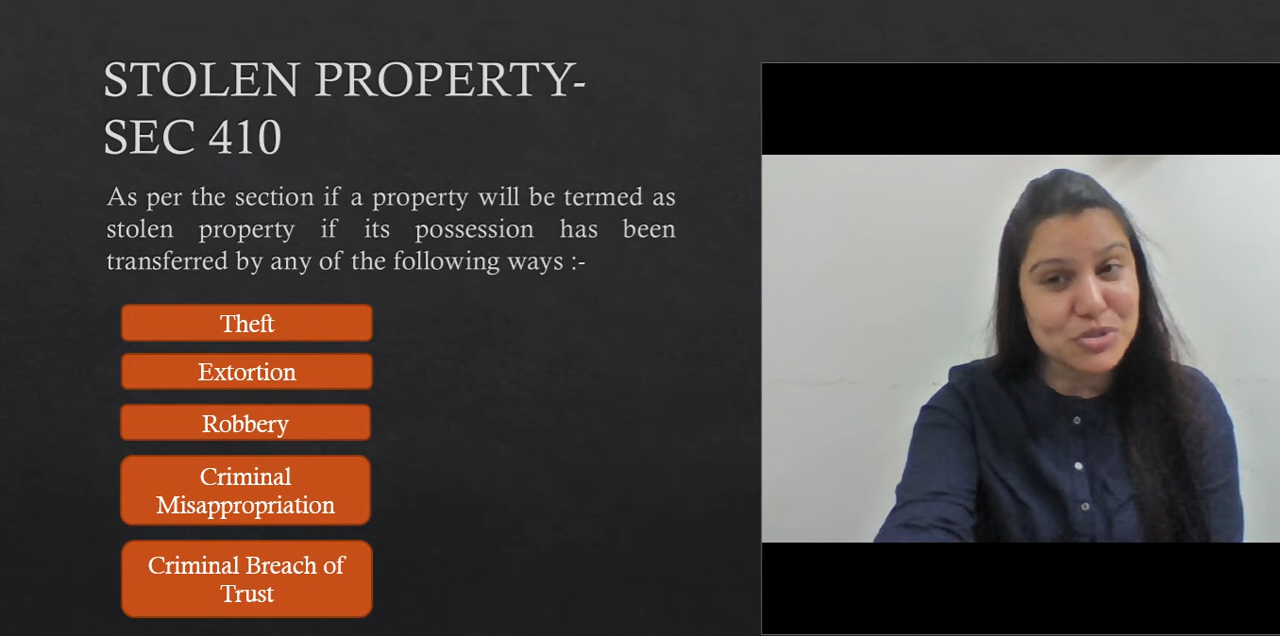 STOLEN PROPERTY-
SEC 410
As per the section if a property will be termed as
stolen property if its possession has been
transferred by any of the following ways :-
Theft
Extortion
Robbery
Criminal
Misappropriation
Criminal Breach of
Trust